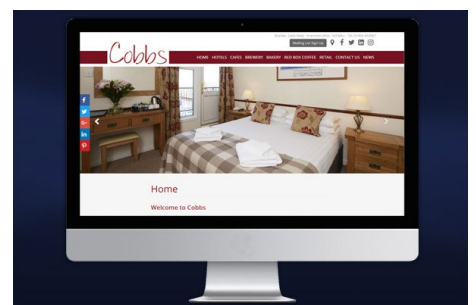 Mailing List Sign Up
Cobbs
HOME HOTELS CAFÉS BREWERY BAKERY RED BOX COFFEE RETAIL CONTACT US NEWS
Home
Welcome to Cobbs